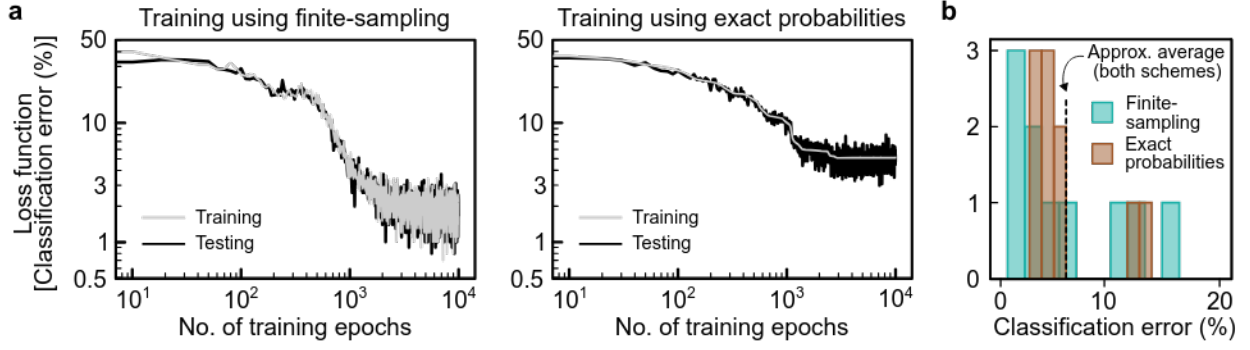 a
Training using finite-sampling
Training using exact probabilities
b
Loss function
[Classification error (%)]
50
10
3
1
0.5
Training
Testing
10¹ 10² 10³ 10⁴
No. of training epochs
50
10
3
1
0.5
Training
Testing
10¹ 10² 10³ 10⁴
No. of training epochs
3
2
1
0
Approx. average
(both schemes)
Finite-
sampling
Exact
probabilities
0 10 20
Classification error (%)